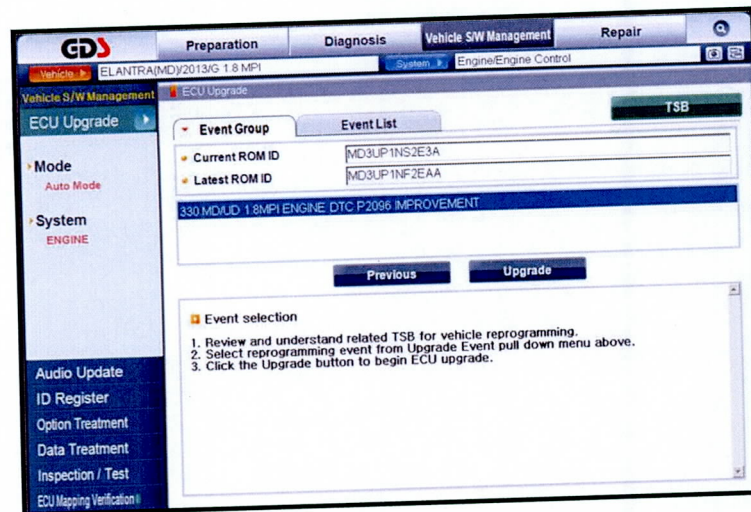 GDS
Preparation
Diagnosis
Vehicle S/W Management
Repair
Vehicle
ELANTRA(MD)/2013/G 1.8 MPI
System
Engine/Engine Control
Vehicle S/W Management
ECU Upgrade
ECU Upgrade
TSB
Event Group
Event List
Current ROM ID
MD3UP1NS2E3A
Latest ROM ID
MD3UP1NF2EAA
Mode
Auto Mode
System
ENGINE
330.MD/UD 1.8MPI ENGINE DTC P2096 IMPROVEMENT
Previous
Upgrade
Event selection
1. Review and understand related TSB for vehicle reprogramming.
2. Select reprogramming event from Upgrade Event pull down menu above.
3. Click the Upgrade button to begin ECU upgrade.
Audio Update
ID Register
Option Treatment
Data Treatment
Inspection / Test
ECU Mapping Verification